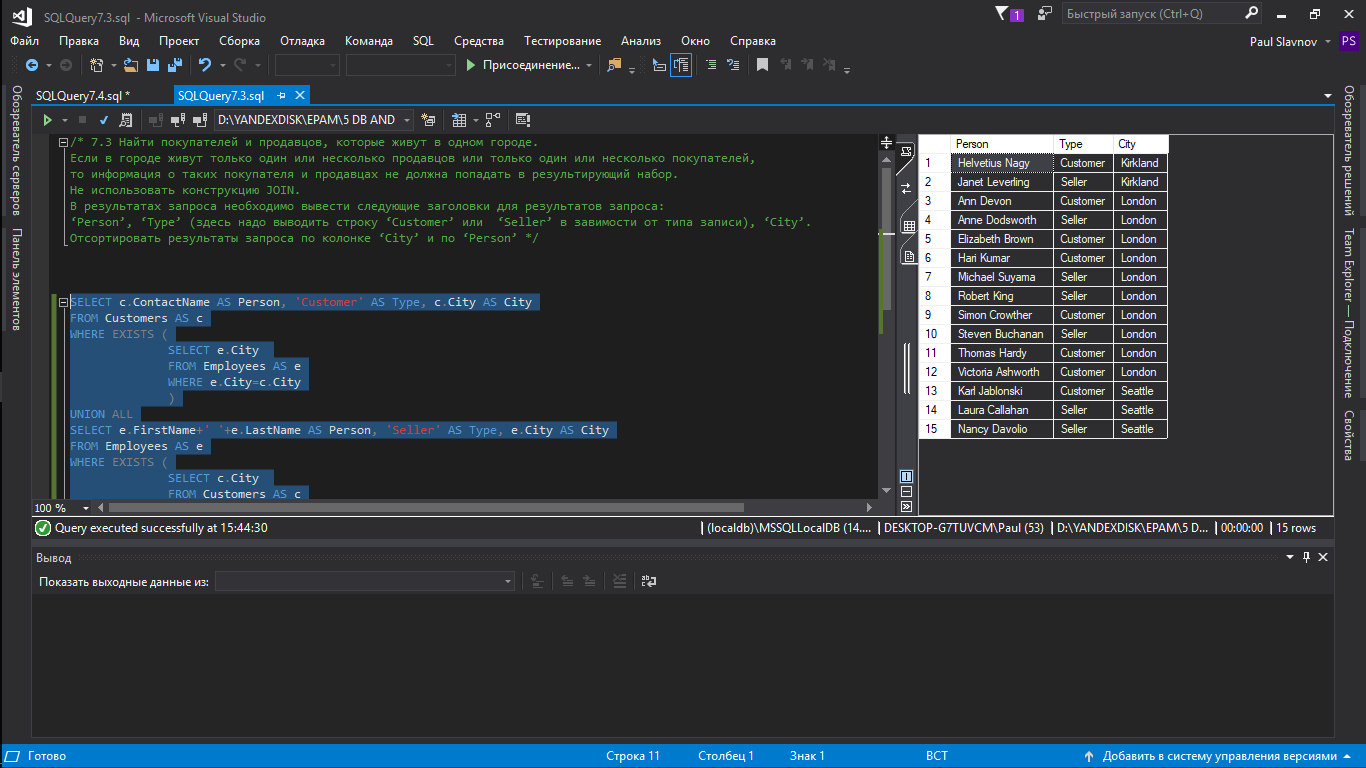 SQLQuery7.3.sql - Microsoft Visual Studio
1
Быстрый запуск (Ctrl+Q)
Файл Правка Вид Проект Сборка Отладка Команда SQL Средства Тестирование Анализ Окно Справка
Paul Slavnov PS
Присоединение...
SQLQuery7.4.sql * SQLQuery7.3.sql
D:\YANDEXDISK\EPAM\5 DB AND
Обозреватель серверов
Панель элементов
/* 7.3 Найти покупателей и продавцов, которые живут в одном городе.
Если в городе живут только один или несколько продавцов или только один или несколько покупателей,
то информация о таких покупателя и продавцах не должна попадать в результирующий набор.
Не использовать конструкцию JOIN.
В результатах запроса необходимо вывести следующие заголовки для результатов запроса:
‘Person’, ‘Type’ (здесь надо выводить строку ‘Customer’ или  ‘Seller’ в завимости от типа записи), ‘City’.
Отсортировать результаты запроса по колонке ‘City’ и по ‘Person’ */
SELECT c.ContactName AS Person, 'Customer' AS Type, c.City AS City
FROM Customers AS c
WHERE EXISTS (
SELECT e.City
FROM Employees AS e
WHERE e.City=c.City
)
UNION ALL
SELECT e.FirstName+' '+e.LastName AS Person, 'Seller' AS Type, e.City AS City
FROM Employees AS e
WHERE EXISTS (
SELECT c.City
FROM Customers AS c
100 %
Person Type City
1 Helvetius Nagy Customer Kirkland
2 Janet Leverling Seller Kirkland
3 Ann Devon Customer London
4 Anne Dodsworth Seller London
5 Elizabeth Brown Customer London
6 Hari Kumar Customer London
7 Michael Suyama Seller London
8 Robert King Seller London
9 Simon Crowther Customer London
10 Steven Buchanan Seller London
11 Thomas Hardy Customer London
12 Victoria Ashworth Customer London
13 Karl Jablonski Customer Seattle
14 Laura Callahan Seller Seattle
15 Nancy Davolio Seller Seattle
Обозреватель решений
Team Explorer — Подключение
Свойства
Query executed successfully at 15:44:30 | (localdb)\MSSQLLocalDB (14.... | DESKTOP-G7TUVCM\Paul (53) | D:\YANDEXDISK\EPAM\5 D... | 00:00:00 | 15 rows
Вывод
Показать выходные данные из:
Готово Строка 11 Столбец 1 Знак 1 ВСТ Добавить в систему управления версиями